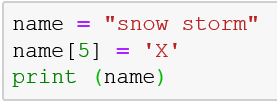 name = "snow storm"
name[5] = 'X'
print (name)